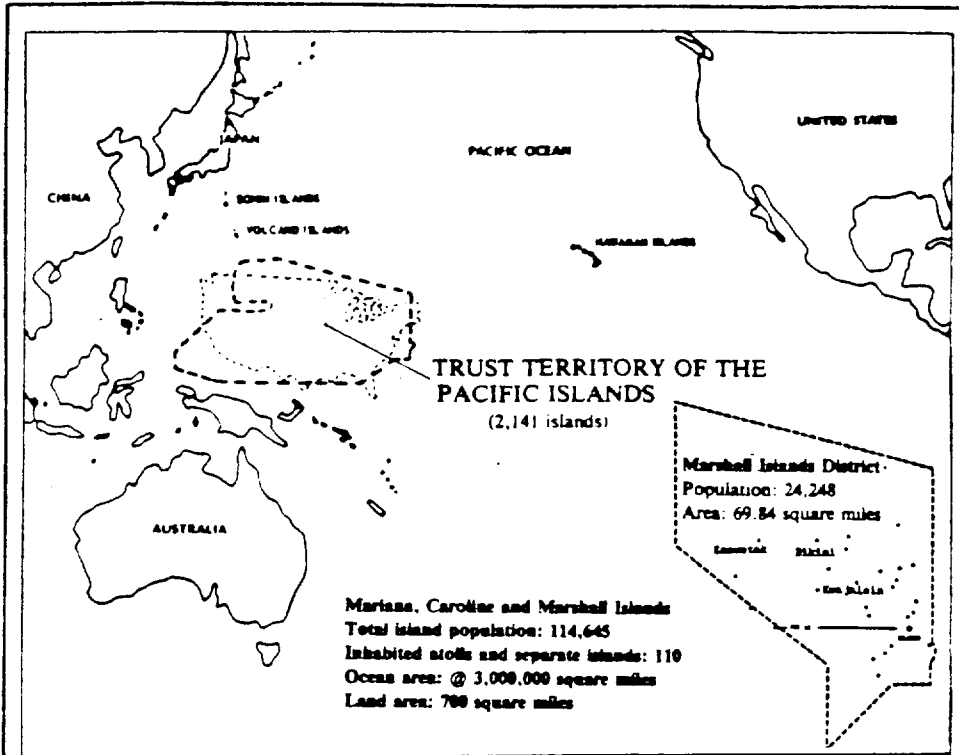 UNITED STATES
JAPAN
PACIFIC OCEAN
CHINA
BONIN ISLANDS
VOLCANO ISLANDS
HAWAIIAN ISLANDS
TRUST TERRITORY OF THE
PACIFIC ISLANDS
(2,141 islands)
Marshall Islands District
Population: 24,248
Area: 69.84 square miles
AUSTRALIA
Eniwetok
Bikini
Kwajalein
Mariana, Caroline and Marshall Islands
Total island population: 114,645
Inhabited atolls and separate islands: 110
Ocean area: @ 3,000,000 square miles
Land area: 700 square miles